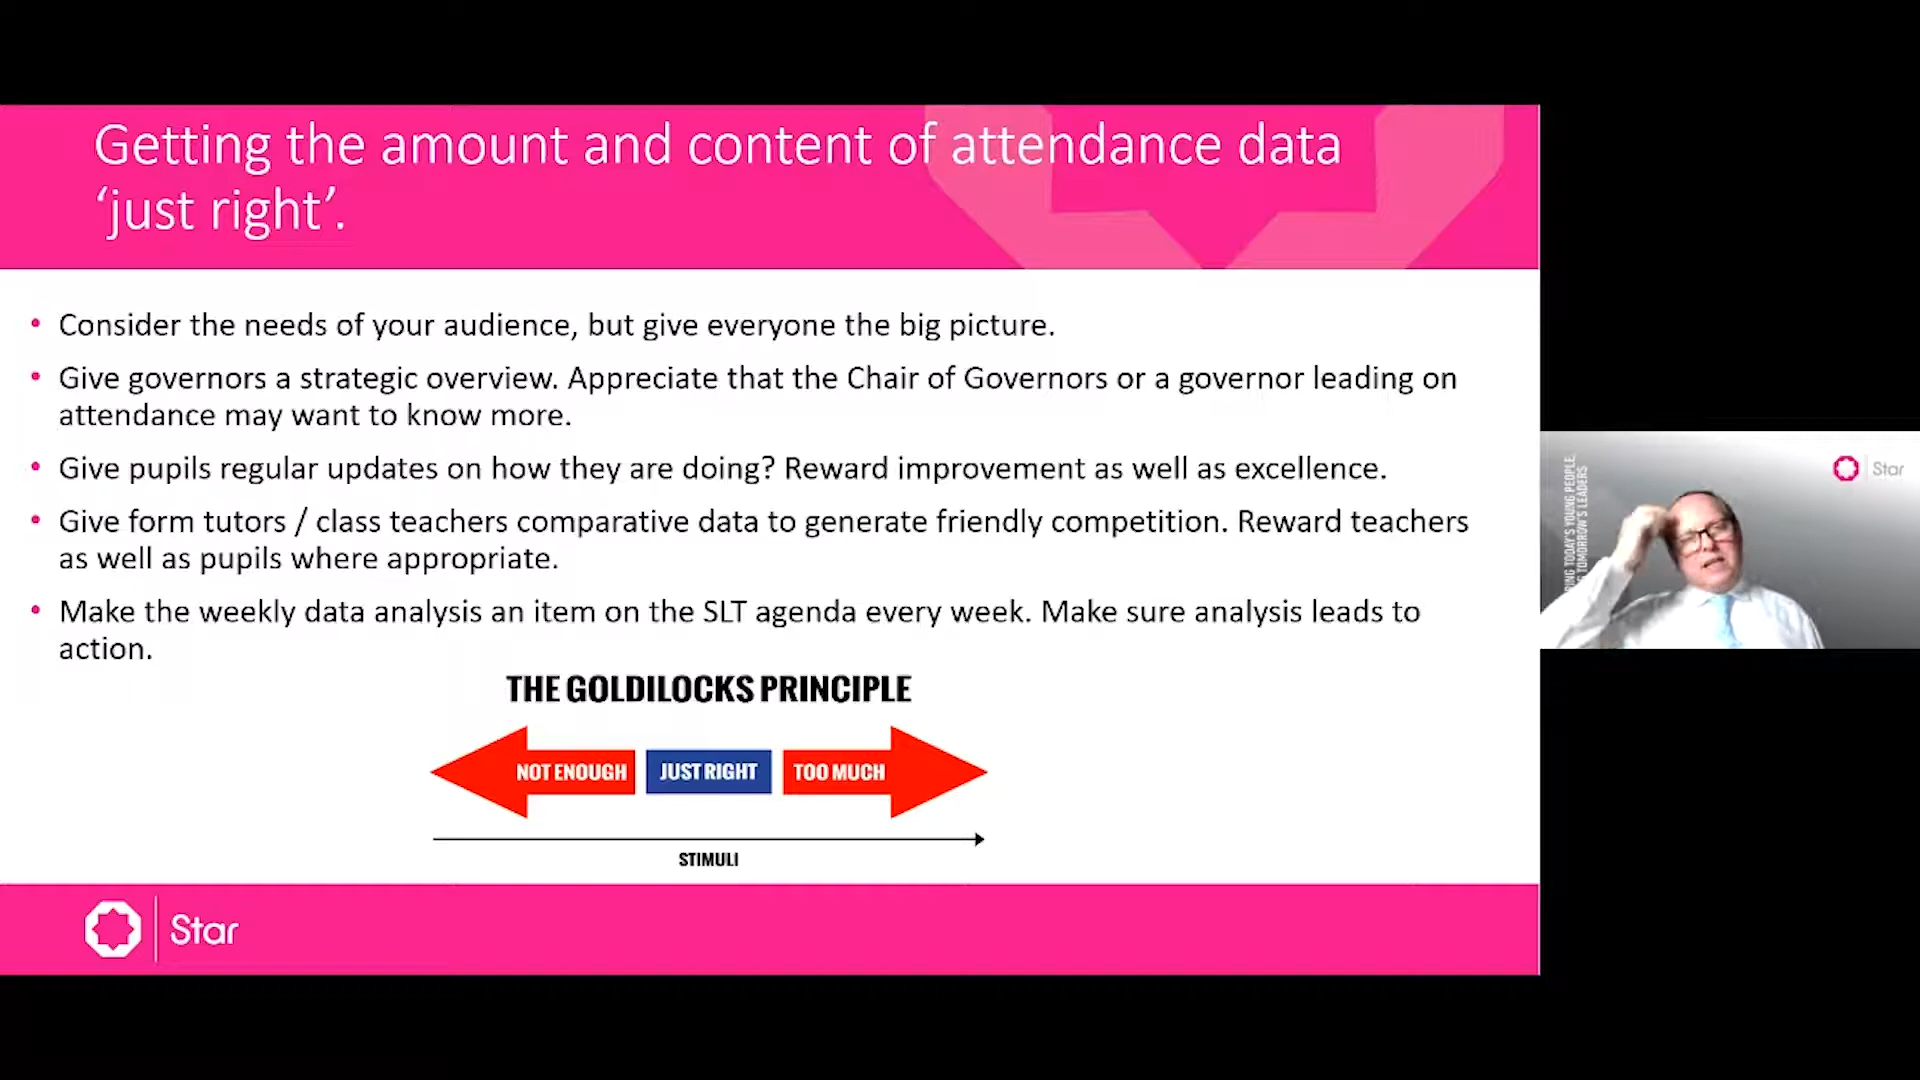 Getting the amount and content of attendance data
‘just right’.
• Consider the needs of your audience, but give everyone the big picture.
• Give governors a strategic overview. Appreciate that the Chair of Governors or a governor leading on
attendance may want to know more.
• Give pupils regular updates on how they are doing? Reward improvement as well as excellence.
• Give form tutors / class teachers comparative data to generate friendly competition. Reward teachers
as well as pupils where appropriate.
• Make the weekly data analysis an item on the SLT agenda every week. Make sure analysis leads to
action.
THE GOLDILOCKS PRINCIPLE
NOT ENOUGH JUST RIGHT TOO MUCH
STIMULI
Star
Star
TODAY'S YOUNG PEOPLE,
TOMORROW'S LEADERS